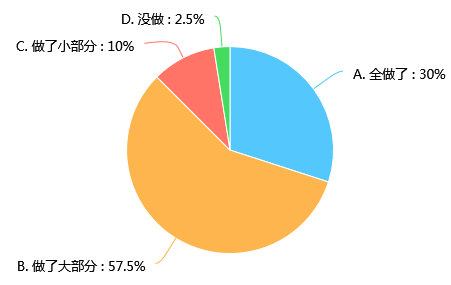 D. 没做 : 2.5%
C. 做了小部分 : 10%
A. 全做了 : 30%
B. 做了大部分 : 57.5%